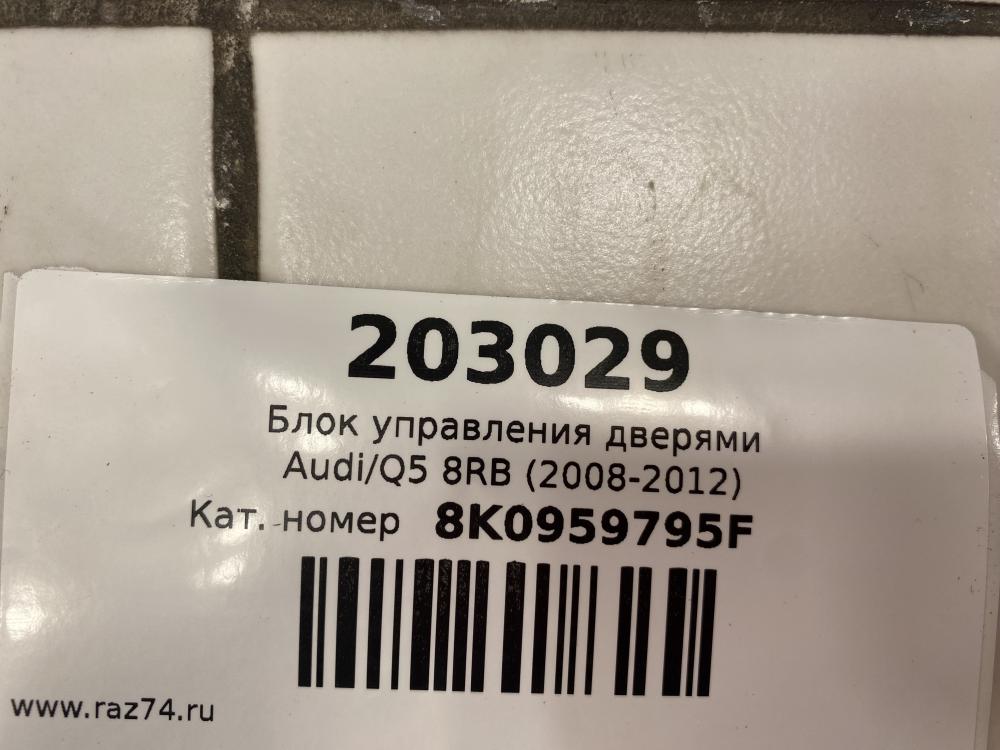 203029
Блок управления дверями
Audi/Q5 8RB (2008-2012)
Кат. номер 8K0959795F
www.raz74.ru